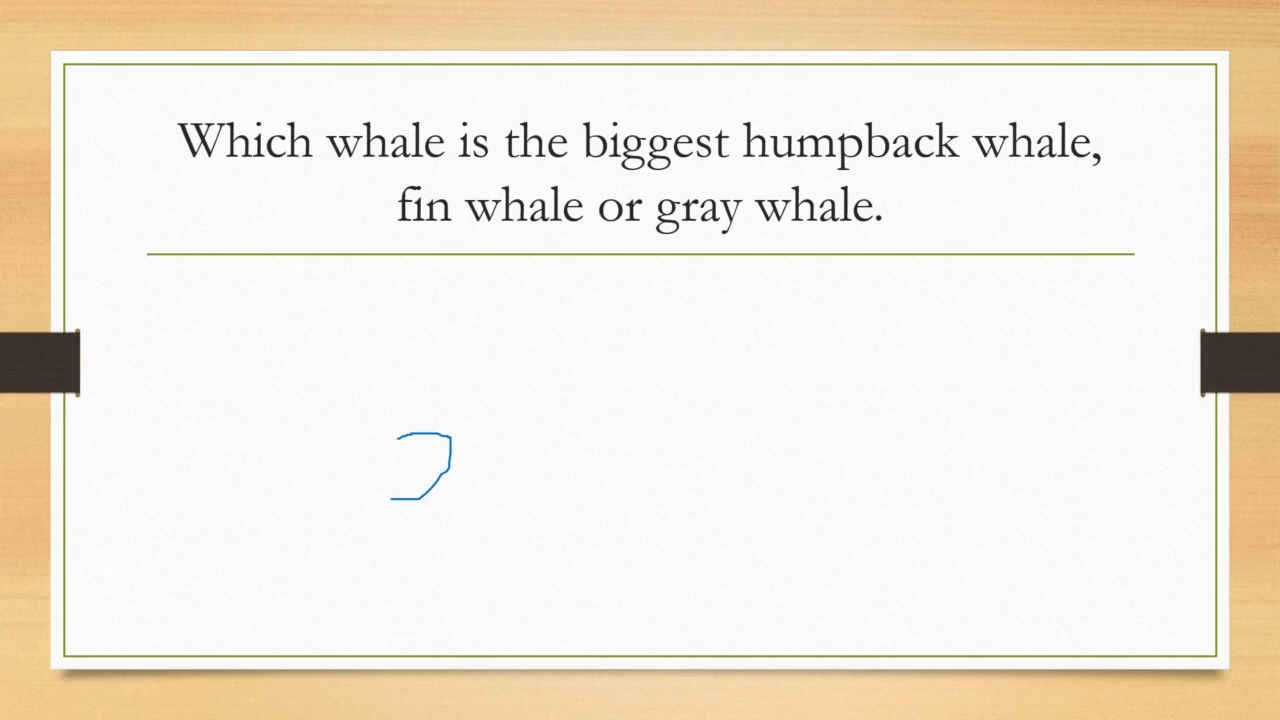 Which whale is the biggest humpback whale,
fin whale or gray whale.